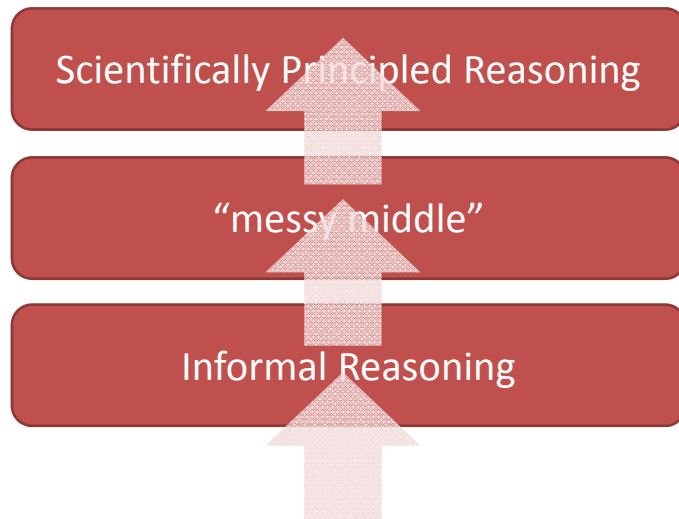 Scientifically Principled Reasoning
“messy middle”
Informal Reasoning